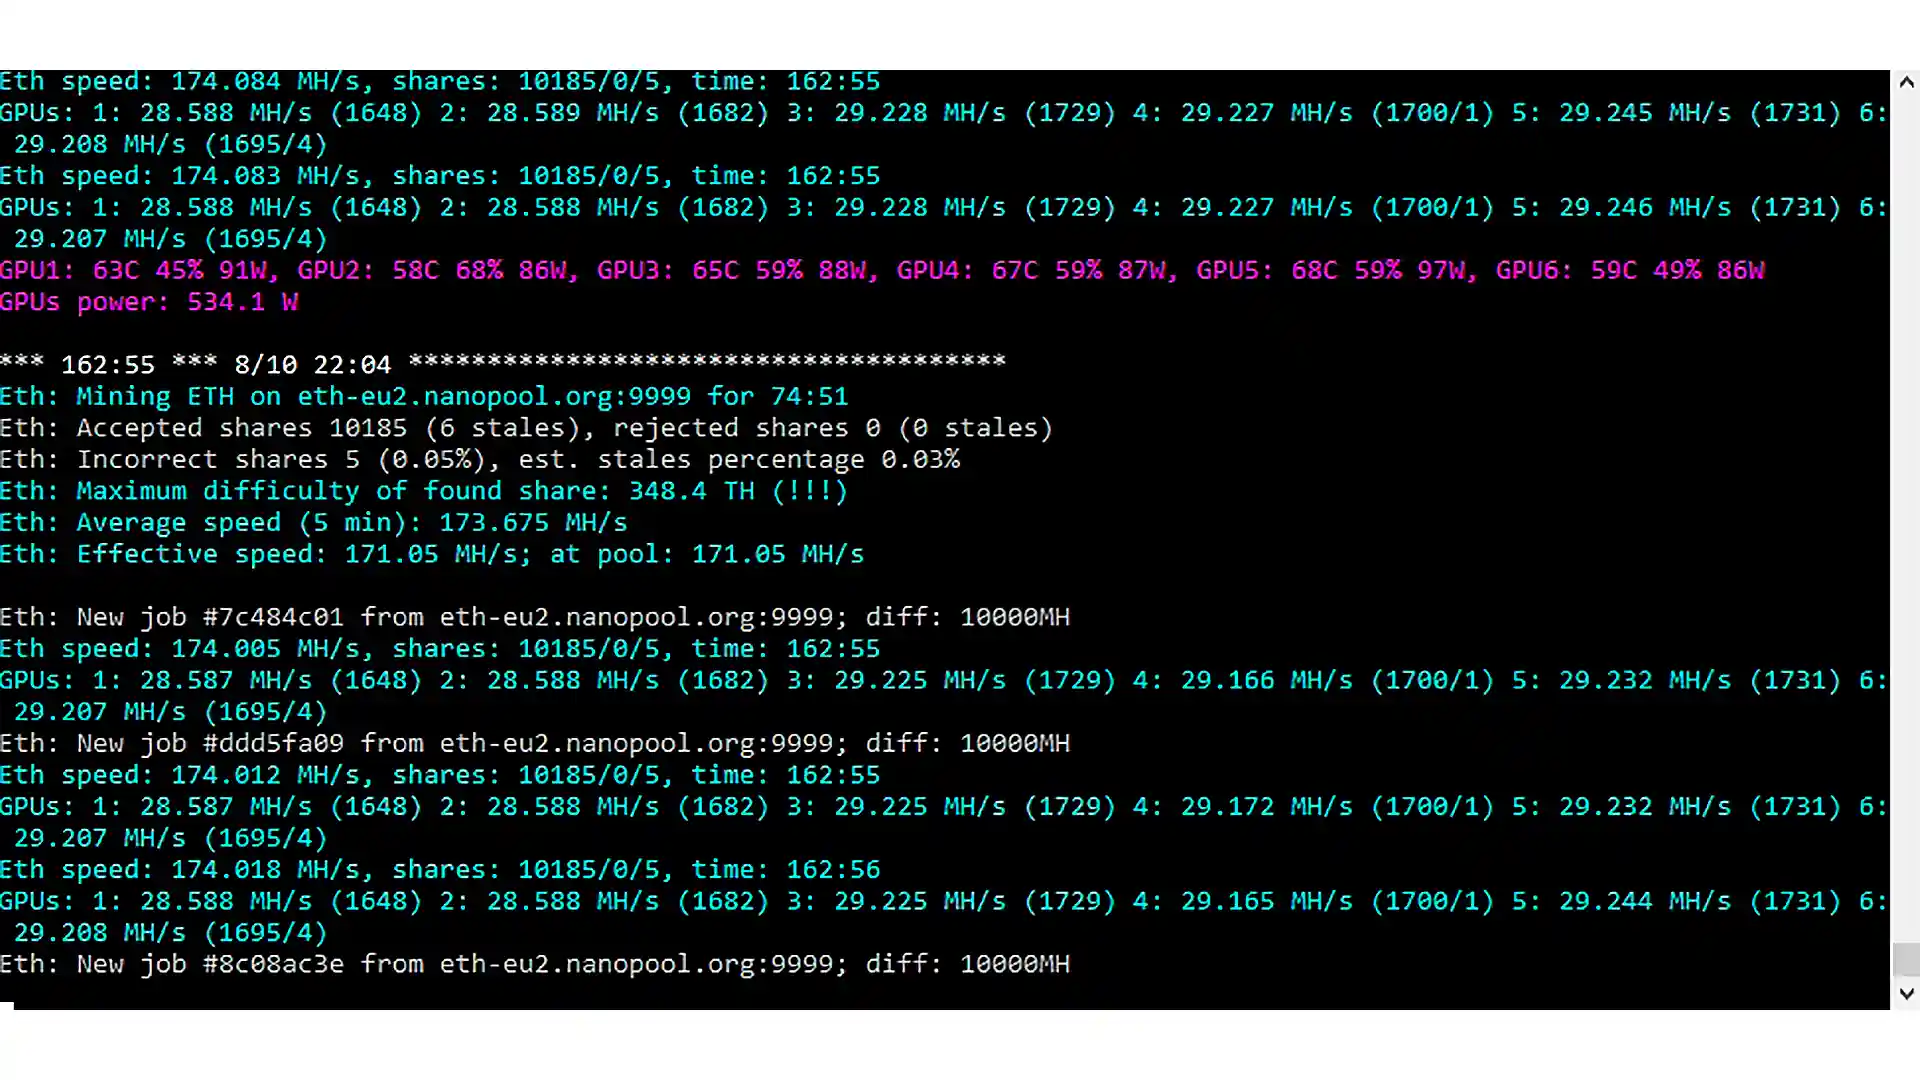 Eth speed: 174.084 MH/s, shares: 10185/0/5, time: 162:55
GPUs: 1: 28.588 MH/s (1648) 2: 28.589 MH/s (1682) 3: 29.228 MH/s (1729) 4: 29.227 MH/s (1700/1) 5: 29.245 MH/s (1731) 6:
29.208 MH/s (1695/4)
Eth speed: 174.083 MH/s, shares: 10185/0/5, time: 162:55
GPUs: 1: 28.588 MH/s (1648) 2: 28.588 MH/s (1682) 3: 29.228 MH/s (1729) 4: 29.227 MH/s (1700/1) 5: 29.246 MH/s (1731) 6:
29.207 MH/s (1695/4)
GPU1: 63C 45% 91W, GPU2: 58C 68% 86W, GPU3: 65C 59% 88W, GPU4: 67C 59% 87W, GPU5: 68C 59% 97W, GPU6: 59C 49% 86W
GPUs power: 534.1 W
*** 162:55 *** 8/10 22:04 **************************************
Eth: Mining ETH on eth-eu2.nanopool.org:9999 for 74:51
Eth: Accepted shares 10185 (6 stales), rejected shares 0 (0 stales)
Eth: Incorrect shares 5 (0.05%), est. stales percentage 0.03%
Eth: Maximum difficulty of found share: 348.4 TH (!!!)
Eth: Average speed (5 min): 173.675 MH/s
Eth: Effective speed: 171.05 MH/s; at pool: 171.05 MH/s
Eth: New job #7c484c01 from eth-eu2.nanopool.org:9999; diff: 10000MH
Eth speed: 174.005 MH/s, shares: 10185/0/5, time: 162:55
GPUs: 1: 28.587 MH/s (1648) 2: 28.588 MH/s (1682) 3: 29.225 MH/s (1729) 4: 29.166 MH/s (1700/1) 5: 29.232 MH/s (1731) 6:
29.207 MH/s (1695/4)
Eth: New job #ddd5fa09 from eth-eu2.nanopool.org:9999; diff: 10000MH
Eth speed: 174.012 MH/s, shares: 10185/0/5, time: 162:55
GPUs: 1: 28.587 MH/s (1648) 2: 28.588 MH/s (1682) 3: 29.225 MH/s (1729) 4: 29.172 MH/s (1700/1) 5: 29.232 MH/s (1731) 6:
29.207 MH/s (1695/4)
Eth speed: 174.018 MH/s, shares: 10185/0/5, time: 162:56
GPUs: 1: 28.588 MH/s (1648) 2: 28.588 MH/s (1682) 3: 29.225 MH/s (1729) 4: 29.165 MH/s (1700/1) 5: 29.244 MH/s (1731) 6:
29.208 MH/s (1695/4)
Eth: New job #8c08ac3e from eth-eu2.nanopool.org:9999; diff: 10000MH